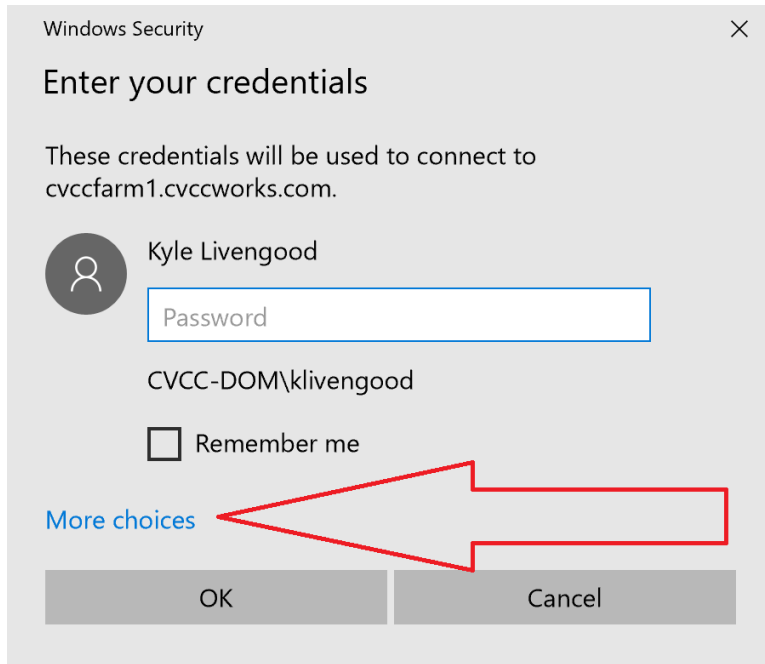 Windows Security
Enter your credentials
These credentials will be used to connect to
cvccfarm1.cvccworks.com.
Kyle Livengood
Password
CVCC-DOM\klivengood
Remember me
More choices
OK
Cancel